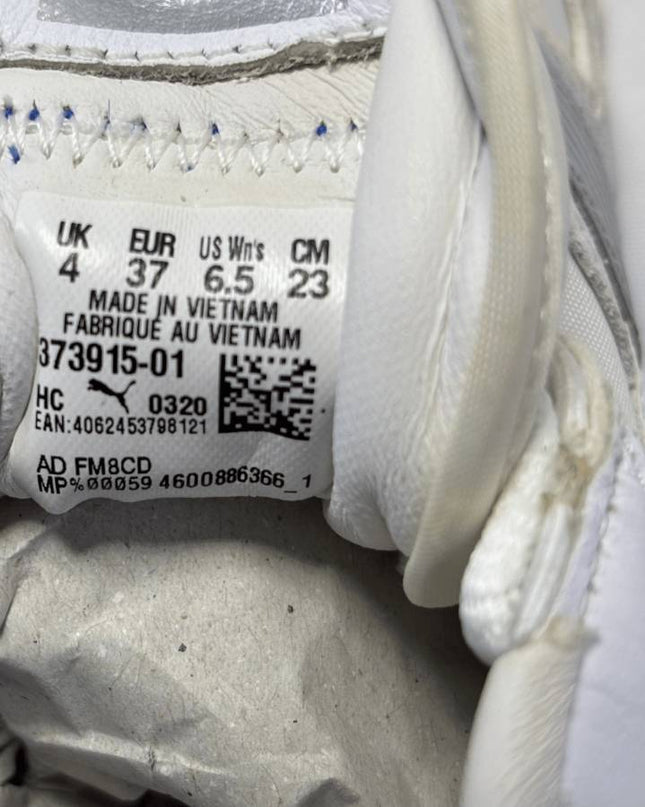 UK EUR US Wn's CM
4 37 6.5 23
MADE IN VIETNAM
FABRIQUÉ AU VIETNAM
373915-01
HC 0320
EAN:4062453798121
AD FM8CD
MP%00059 4600886366_1